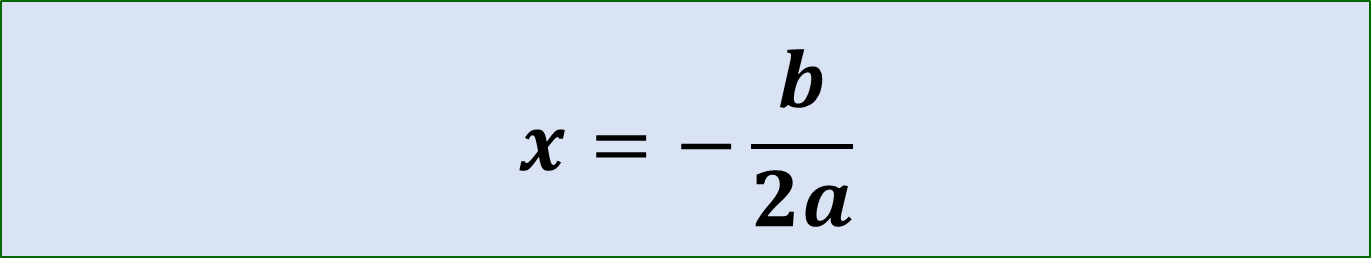 x = - b/2a